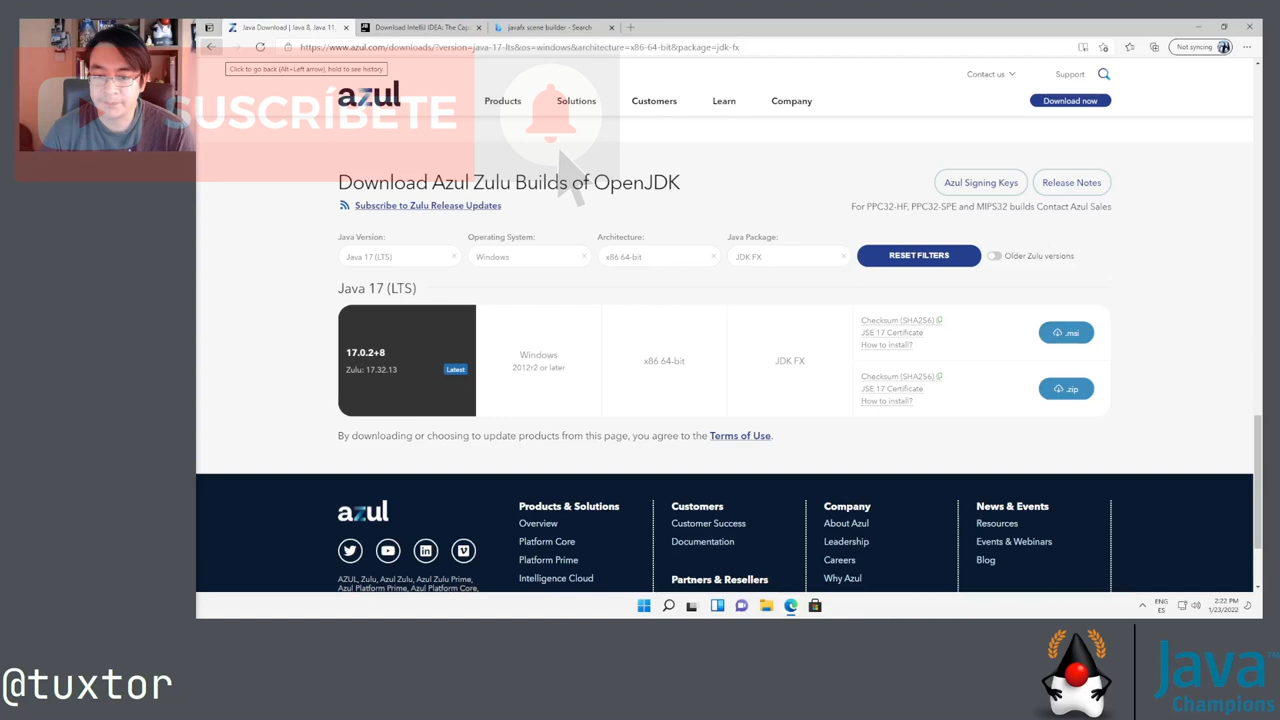 Java Download | Java 8, Java 11,
Download IntelliJ IDEA: The Cap
javafx scene builder - Search
https://www.azul.com/downloads/?version=java-17-lts&os=windows&architecture=x86-64-bit&package=jdk-fx
Not syncing
Click to go back (Alt+Left arrow), hold to see history
Contact us
Support
azul
Products
Solutions
Customers
Learn
Company
Download now
SUSCRÍBETE
Download Azul Zulu Builds of OpenJDK
Azul Signing Keys
Release Notes
Subscribe to Zulu Release Updates
For PPC32-HF, PPC32-SPE and MIPS32 builds Contact Azul Sales
Java Version:
Operating System:
Architecture:
Java Package:
Java 17 (LTS)
Windows
x86 64-bit
JDK FX
RESET FILTERS
Older Zulu versions
Java 17 (LTS)
17.0.2+8
Zulu: 17.32.13
Latest
Windows
2012r2 or later
x86 64-bit
JDK FX
Checksum (SHA256)
JSE 17 Certificate
How to install?
.msi
Checksum (SHA256)
JSE 17 Certificate
How to install?
.zip
By downloading or choosing to update products from this page, you agree to the Terms of Use.
azul
AZUL, Zulu, Azul Zulu, Azul Zulu Prime,
Azul Platform Prime, Azul Platform Core,
Products & Solutions
Overview
Platform Core
Platform Prime
Intelligence Cloud
Customers
Customer Success
Documentation
Partners & Resellers
Company
About Azul
Leadership
Careers
Why Azul
News & Events
Resources
Events & Webinars
Blog
ENG
ES
2:22 PM
1/23/2022
@tuxtor
Java™
Champions